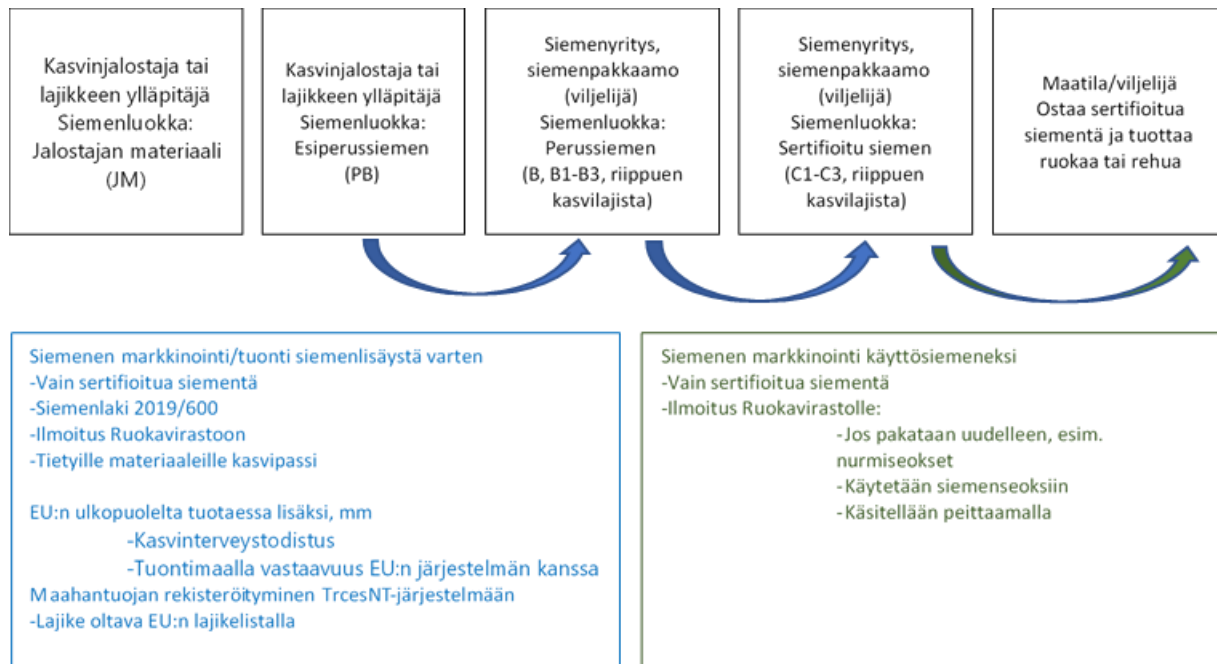 Kasvinjalostaja tai
lajikkeen ylläpitäjä
Siemenluokka:
Jalostajan materiaali
(JM)
Kasvinjalostaja tai
lajikkeen ylläpitäjä
Siemenluokka:
Esiperussiemen
(PB)
Siemenyritys,
siemenpakkaamo
(viljelijä)
Siemenluokka:
Perussiemen
(B, B1-B3, riippuen
kasvilajista)
Siemenyritys,
siemenpakkaamo
(viljelijä)
Siemenluokka:
Sertifioitu siemen
(C1-C3, riippuen
kasvilajista)
Maatila/viljelijä
Ostaa sertifioitua
siementä ja tuottaa
ruokaa tai rehua
Siemenen markkinointi/tuonti siemenlisäystä varten
-Vain sertifioitua siementä
-Siemenlaki 2019/600
-Ilmoitus Ruokavirastoon
-Tietyille materiaaleille kasvipassi
EU:n ulkopuolelta tuotaessa lisäksi, mm
-Kasvinterveystodistus
-Tuontimaalla vastaavuus EU:n järjestelmän kanssa
Maahantuojan rekisteröityminen TrcesNT-järjestelmään
-Lajike oltava EU:n lajikelistalla
Siemenen markkinointi käyttösiemeneksi
-Vain sertifioitua siementä
-Ilmoitus Ruokavirastolle:
-Jos pakataan uudelleen, esim.
nurmiseokset
-Käytetään siemenseoksiin
-Käsitellään peittaamalla